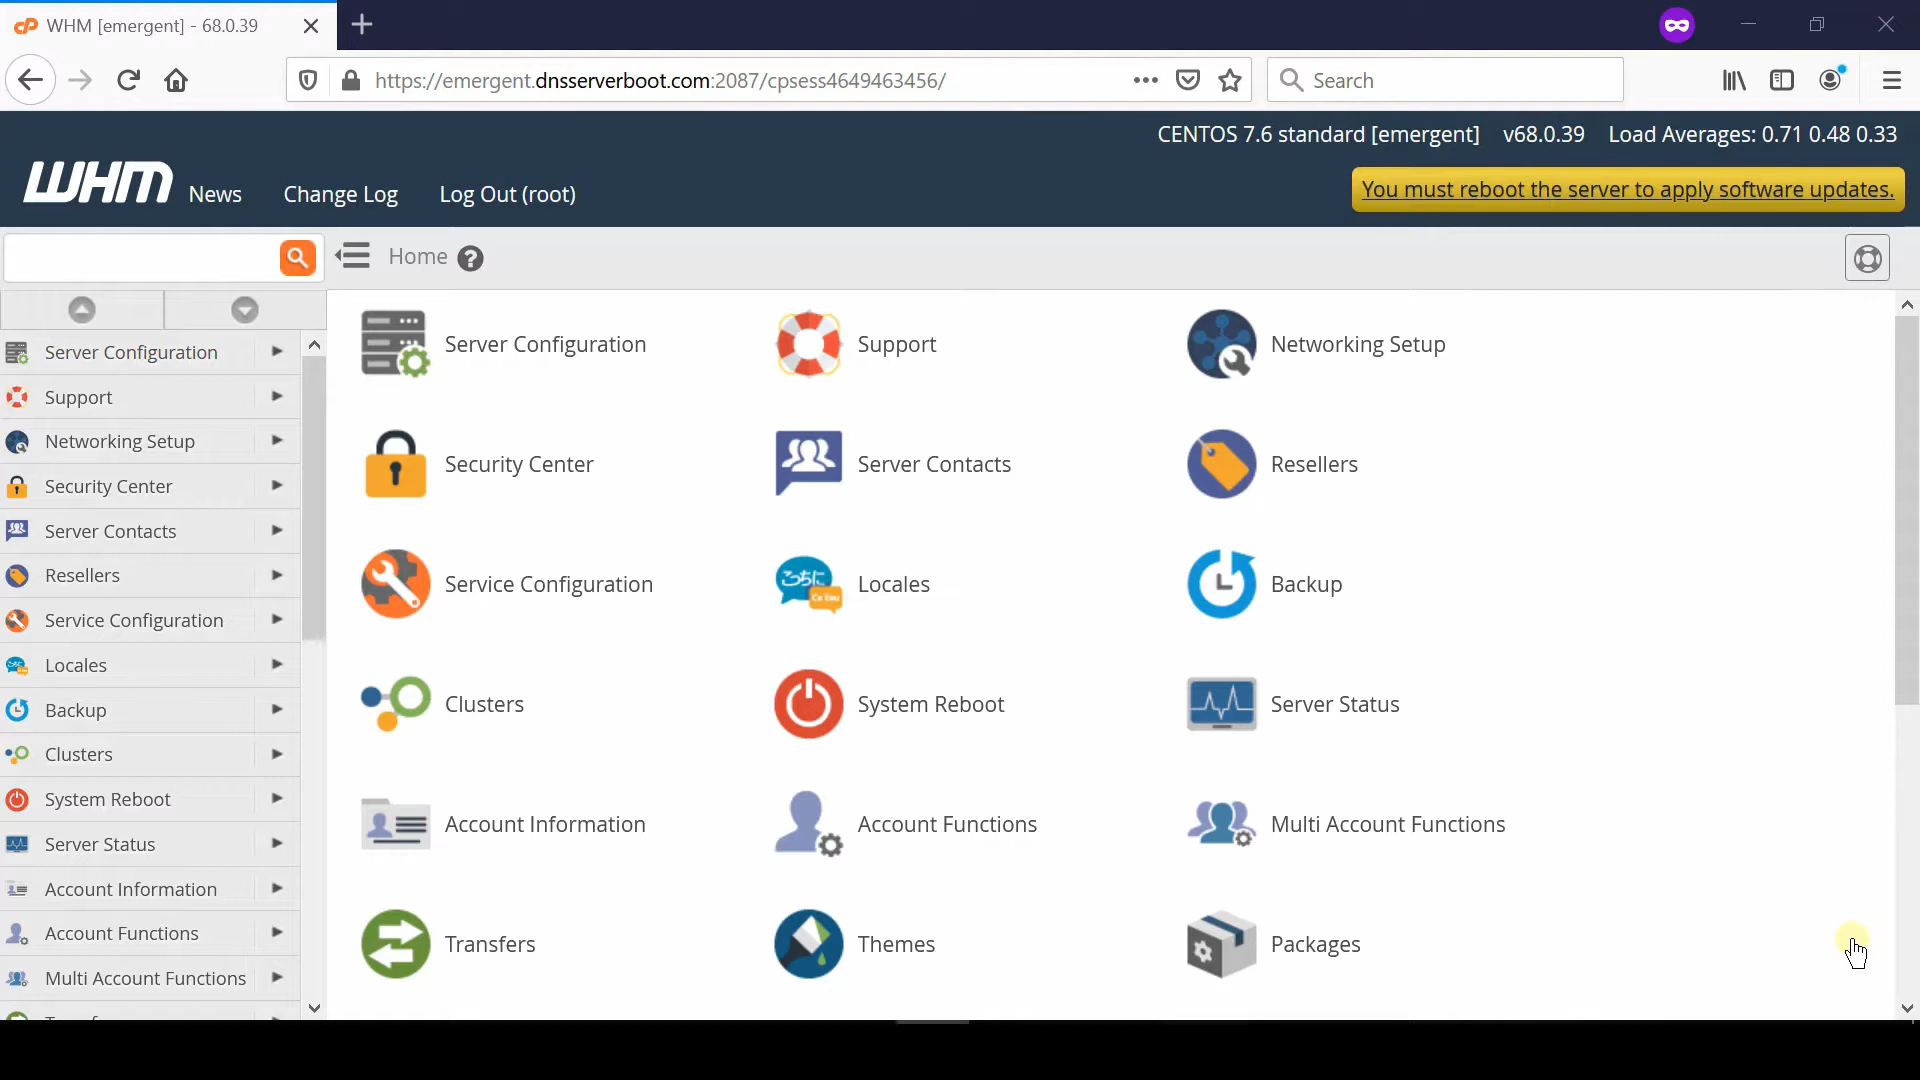 WHM [emergent] - 68.0.39
https://emergent.dnsserverboot.com:2087/cpsess4649463456/
Search
CENTOS 7.6 standard [emergent] v68.0.39 Load Averages: 0.71 0.48 0.33
WHM
News
Change Log
Log Out (root)
You must reboot the server to apply software updates.
Home
Server Configuration
Support
Networking Setup
Security Center
Server Contacts
Resellers
Service Configuration
Locales
Backup
Clusters
System Reboot
Server Status
Account Information
Account Functions
Multi Account Functions
Server Configuration
Support
Networking Setup
Security Center
Server Contacts
Resellers
Service Configuration
Locales
Backup
Clusters
System Reboot
Server Status
Account Information
Account Functions
Multi Account Functions
Transfers
Themes
Packages